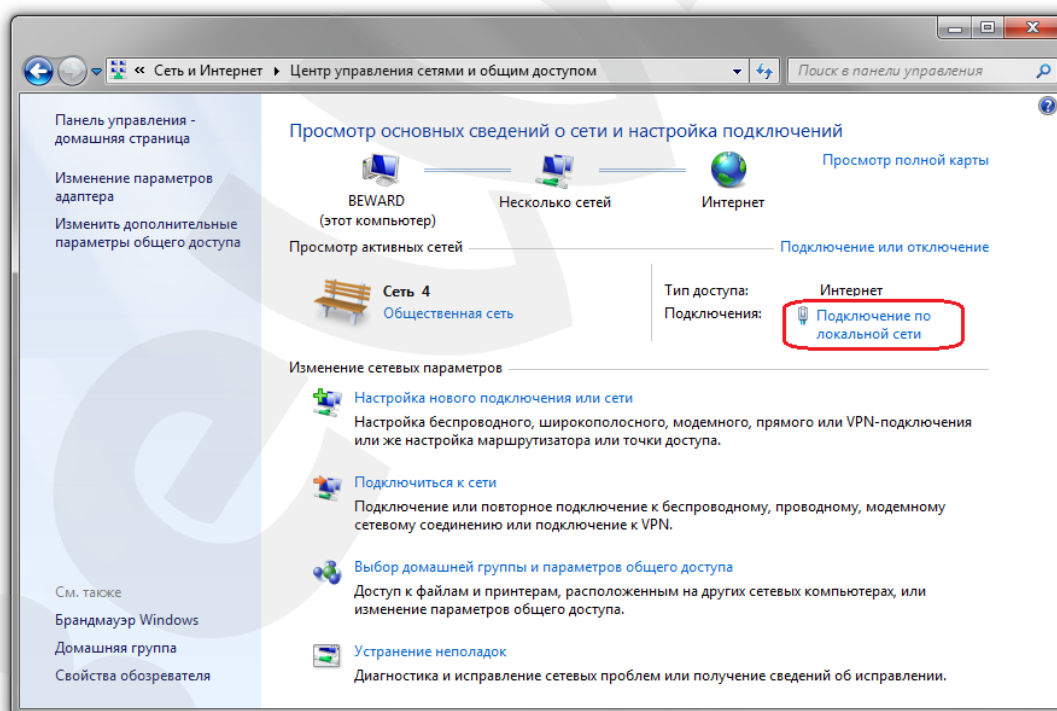 « Сеть и Интернет ▸ Центр управления сетями и общим доступом
Поиск в панели управления
Панель управления -
домашняя страница
Изменение параметров
адаптера
Изменить дополнительные
параметры общего доступа
См. также
Брандмауэр Windows
Домашняя группа
Свойства обозревателя
Просмотр основных сведений о сети и настройка подключений
Просмотр полной карты
BEWARD
(этот компьютер)
Несколько сетей
Интернет
Просмотр активных сетей
Подключение или отключение
Сеть 4
Общественная сеть
Тип доступа: Интернет
Подключения: Подключение по
локальной сети
Изменение сетевых параметров
Настройка нового подключения или сети
Настройка беспроводного, широкополосного, модемного, прямого или VPN-подключения
или же настройка маршрутизатора или точки доступа.
Подключиться к сети
Подключение или повторное подключение к беспроводному, проводному, модемному
сетевому соединению или подключение к VPN.
Выбор домашней группы и параметров общего доступа
Доступ к файлам и принтерам, расположенным на других сетевых компьютерах, или
изменение параметров общего доступа.
Устранение неполадок
Диагностика и исправление сетевых проблем или получение сведений об исправлении.